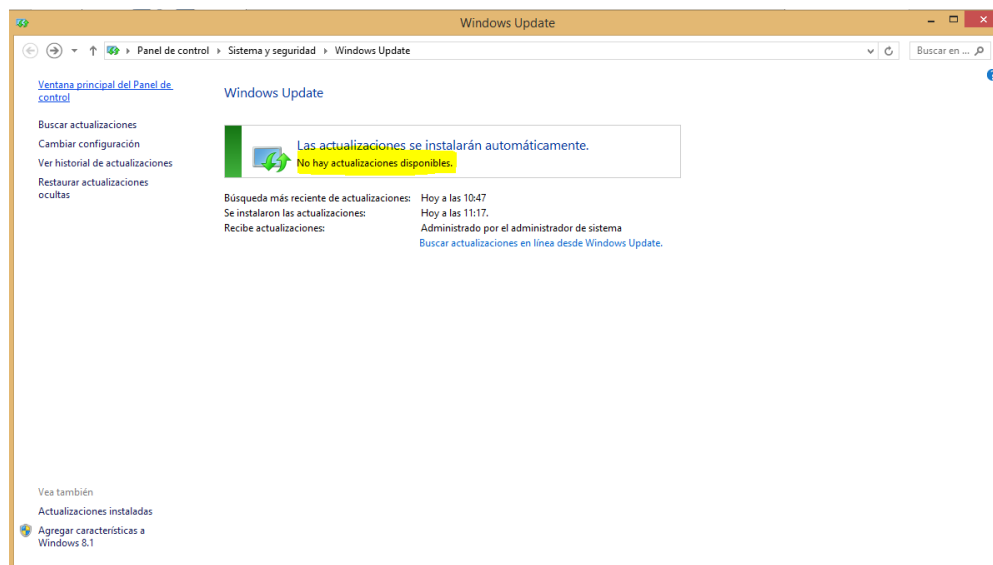 Windows Update
Panel de control Sistema y seguridad Windows Update
Buscar en ...
Ventana principal del Panel de
control
Buscar actualizaciones
Cambiar configuración
Ver historial de actualizaciones
Restaurar actualizaciones
ocultas
Windows Update
Las actualizaciones se instalarán automáticamente.
No hay actualizaciones disponibles.
Búsqueda más reciente de actualizaciones: Hoy a las 10:47
Se instalaron las actualizaciones: Hoy a las 11:17.
Recibe actualizaciones: Administrado por el administrador de sistema
Buscar actualizaciones en línea desde Windows Update.
Vea también
Actualizaciones instaladas
Agregar características a
Windows 8.1